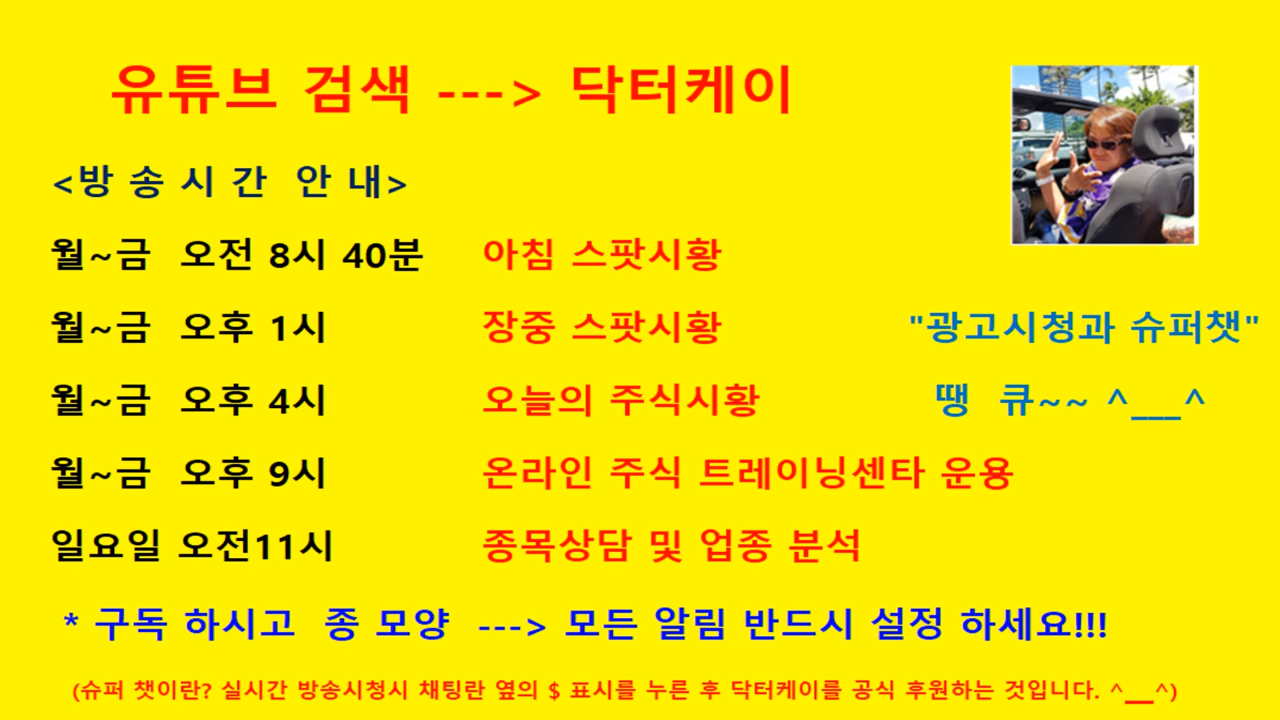 유튜브 검색 ---> 닥터케이
<방 송 시 간 안 내>
월~금 오전 8시 40분 아침 스팟시황
월~금 오후 1시 장중 스팟시황
"광고시청과 슈퍼챗"
월~금 오후 4시 오늘의 주식시황
땡 큐~~ ^___^
월~금 오후 9시 온라인 주식 트레이닝센타 운용
일요일 오전11시 종목상담 및 업종 분석
* 구독 하시고 종 모양 ---> 모든 알림 반드시 설정 하세요!!!
(슈퍼 챗이란? 실시간 방송시청시 채팅란 옆의 $ 표시를 누른 후 닥터케이를 공식 후원하는 것입니다. ^__^)